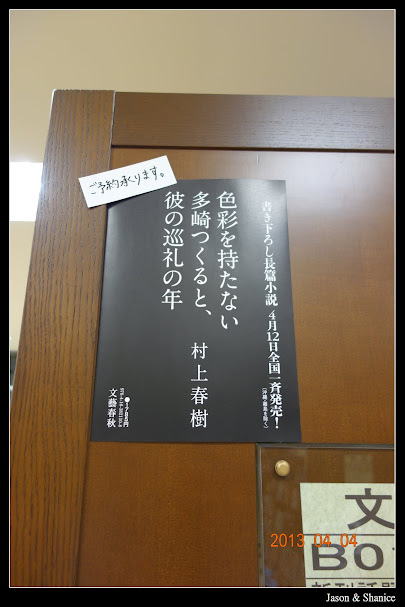 ご予約承ります。
書き下ろし長篇小説 4月12日全国一斉発売!
色彩を持たない
多崎つくると、
彼の巡礼の年
村上春樹
文藝春秋
文
BO
2013 04 04
Jason & Shanice